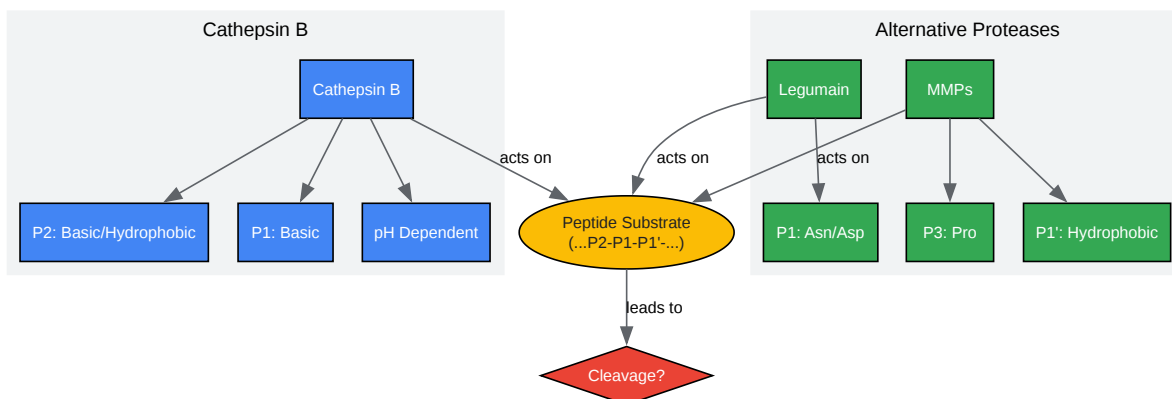 Cathepsin B
Alternative Proteases
Cathepsin B
Legumain
MMPs
acts on
acts on
acts on
P2: Basic/Hydrophobic
P1: Basic
pH Dependent
Peptide Substrate
(...P2-P1-P1'-...)
P1: Asn/Asp
P3: Pro
P1': Hydrophobic
leads to
Cleavage?